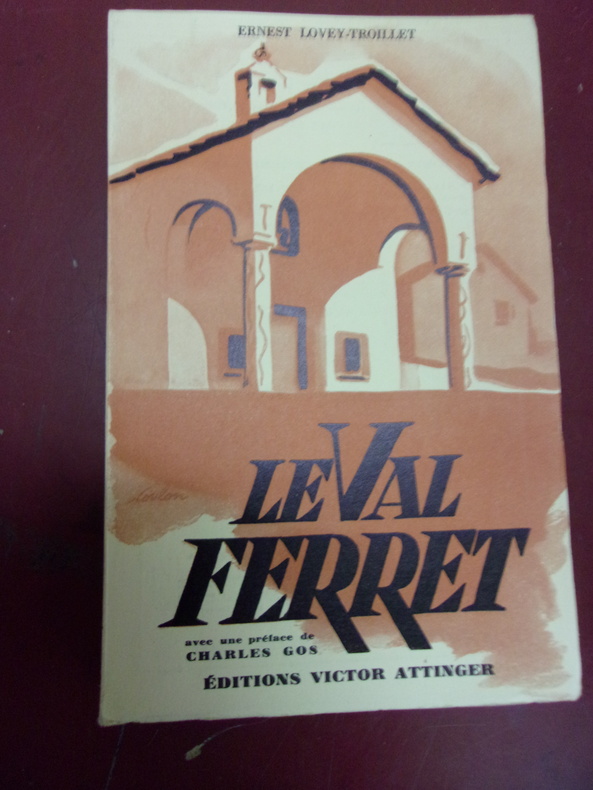 ERNEST LOVEY-TROILLET
LE VAL
FERRET
avec une préface de
CHARLES GOS
ÉDITIONS VICTOR ATTINGER